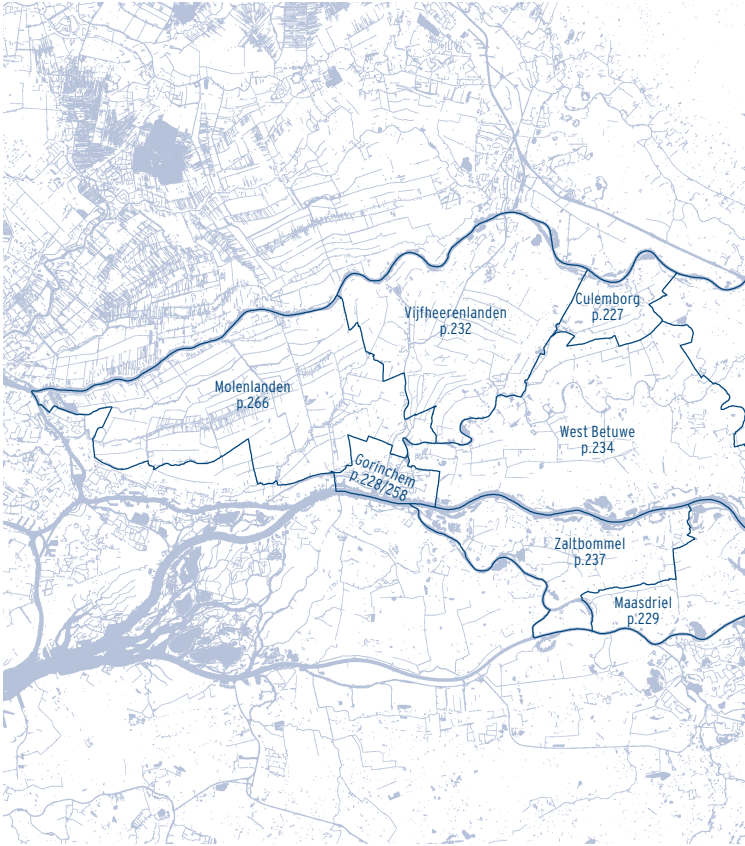 Culemborg
p.227
Vijfheerenlanden
p.232
Molenlanden
p.266
West Betuwe
p.234
Gorinchem
p.228/258
Zaltbommel
p.237
Maasdriel
p.229